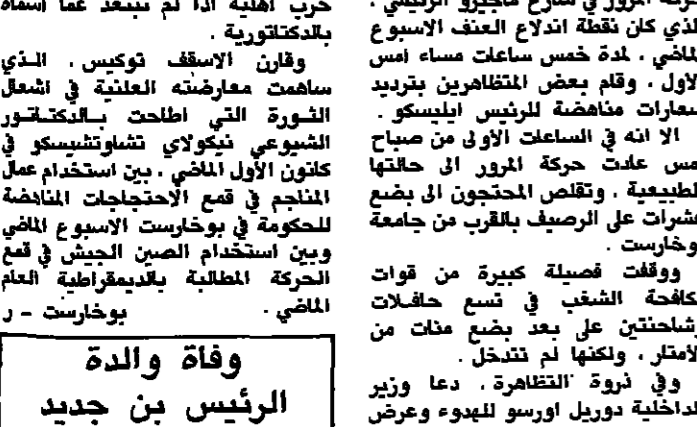 حركة المرور في شارع ماجيرو الرئيسي ،
الذي كان نقطة اندلاع العنف الاسبوع
الماضي ، لمدة خمس ساعات مساء امس
الاول ، وقام بعض المتظاهرين بترديد
شعارات مناهضة للرئيس ايليسكو .
الا انه في الساعات الاولى من صباح
امس عادت حركة المرور الى حالتها
الطبيعية ، وتقلص المحتجون الى بضع
عشرات على الرصيف بالقرب من جامعة
بوخارست .
ووقفت فصيلة كبيرة من قوات
مكافحة الشغب في تسع حافلات
وشاحنتين على بعد بضع مئات من
الامتار ، ولكنها لم تتدخل .
وفي ذروة التظاهرة ، دعا وزير
الداخلية دوريل اورسو للهدوء وعرض
حرب اهلية اذا لم تبتعد عما اسماه
بالدكتاتورية .
وقارن الاسقف توكيس ، الذي
ساهمت معارضته العلنية في اشعال
الثورة التي اطاحت بالدكتاتور
الشيوعي نيكولاي تشاوتشيسكو في
كانون الأول الماضي ، بين استخدام عمال
المناجم في قمع الاحتجاجات المناهضة
للحكومة في بوخارست الاسبوع الماضي
وبين استخدام الصين الجيش في قمع
الحركة المطالبة بالديمقراطية العام
الماضي . بوخارست - ر
وفاة والدة
الرئيس بن جديد